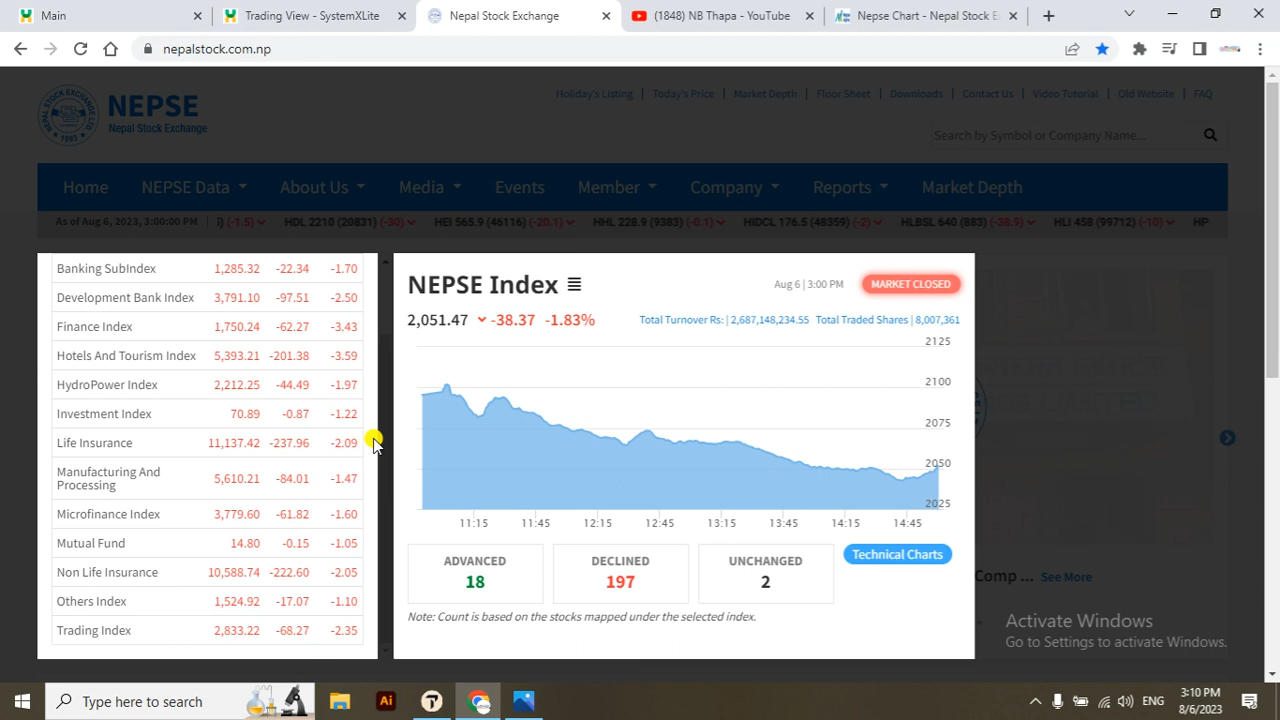 Main
Trading View - SystemXLite
Nepal Stock Exchange
(1848) NB Thapa - YouTube
Nepse Chart - Nepal Stock E
nepalstock.com.np
NEPSE
Nepal Stock Exchange
Holiday's Listing | Today's Price | Market Depth | Floor Sheet | Downloads | Contact Us | Video Tutorial | Old Website | FAQ
Search by Symbol or Company Name...
Home NEPSE Data About Us Media Events Member Company Reports Market Depth
As of Aug 6, 2023, 3:00:00 PM (-1.5) HDL 2210 (20831) (-30) HEI 565.9 (46116) (-20.1) HHL 228.9 (9383) (-0.1) HIDCL 176.5 (48359) (-2) HLBSL 640 (883) (-38.9) HLI 458 (99712) (-10) HP
Banking SubIndex 1,285.32 -22.34 -1.70
Development Bank Index 3,791.10 -97.51 -2.50
Finance Index 1,750.24 -62.27 -3.43
Hotels And Tourism Index 5,393.21 -201.38 -3.59
HydroPower Index 2,212.25 -44.49 -1.97
Investment Index 70.89 -0.87 -1.22
Life Insurance 11,137.42 -237.96 -2.09
Manufacturing And
Processing 5,610.21 -84.01 -1.47
Microfinance Index 3,779.60 -61.82 -1.60
Mutual Fund 14.80 -0.15 -1.05
Non Life Insurance 10,588.74 -222.60 -2.05
Others Index 1,524.92 -17.07 -1.10
Trading Index 2,833.22 -68.27 -2.35
NEPSE Index
Aug 6 | 3:00 PM MARKET CLOSED
2,051.47 -38.37 -1.83%
Total Turnover Rs: | 2,687,148,234.55 Total Traded Shares | 8,007,361
2125
2100
2075
2050
2025
11:15 11:45 12:15 12:45 13:15 13:45 14:15 14:45
ADVANCED
18
DECLINED
197
UNCHANGED
2
Technical Charts
Note: Count is based on the stocks mapped under the selected index.
Comp ... See More
Activate Windows
Go to Settings to activate Windows.
Type here to search
Ai
ENG
3:10 PM
8/6/2023